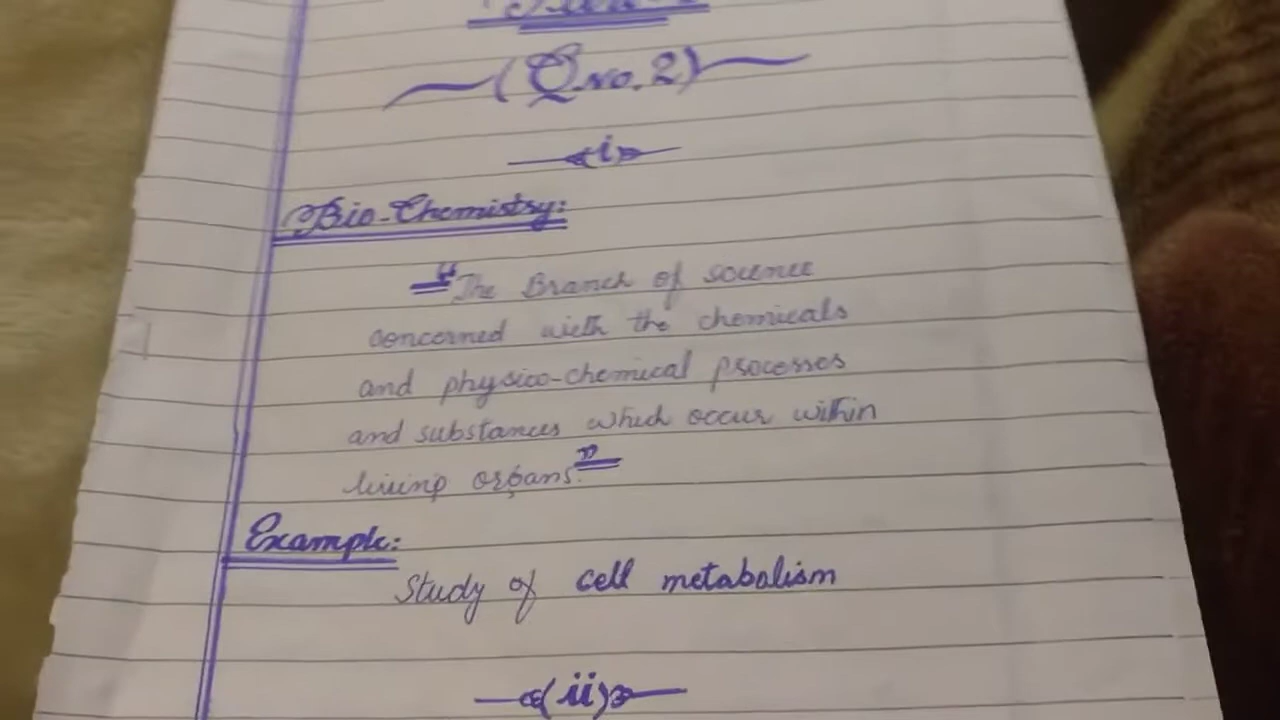 (Q no. 2)
(i)
Bio-Chemistry:
"The Branch of science
concerned with the chemicals
and physico-chemical processes
and substances which occur within
living organs."
Example:
Study of cell metabolism
(ii)